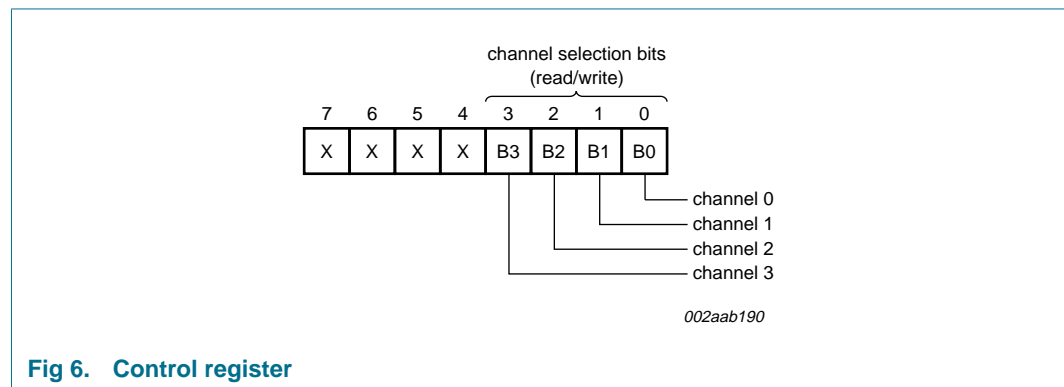 channel selection bits
(read/write)
7 6 5 4 3 2 1 0
X X X X B3 B2 B1 B0
channel 0
channel 1
channel 2
channel 3
002aab190
Fig 6. Control register